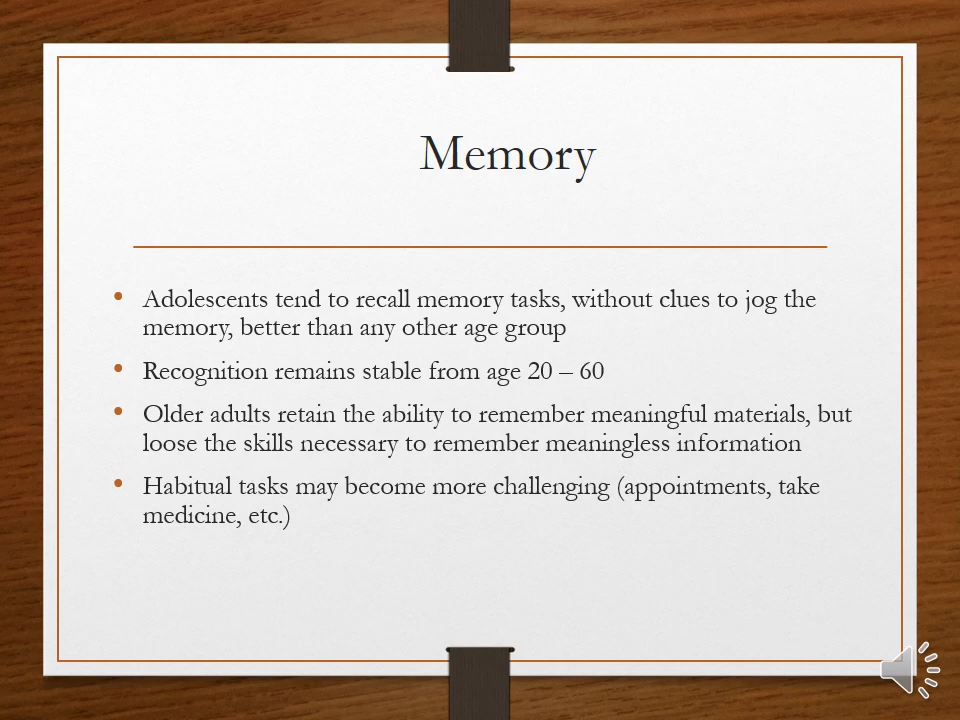 Memory
• Adolescents tend to recall memory tasks, without clues to jog the
memory, better than any other age group
• Recognition remains stable from age 20 – 60
• Older adults retain the ability to remember meaningful materials, but
loose the skills necessary to remember meaningless information
• Habitual tasks may become more challenging (appointments, take
medicine, etc.)